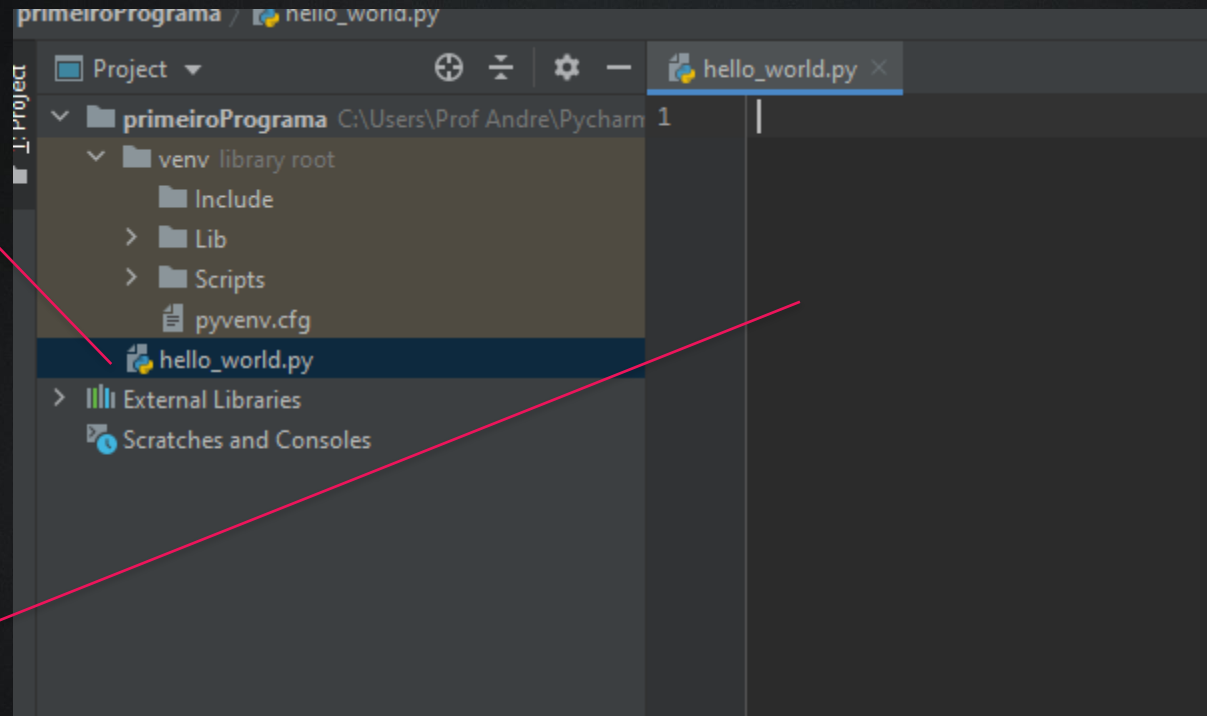 primeiroPrograma / hello_world.py
1: Project
Project
hello_world.py
primeiroPrograma C:\Users\Prof Andre\Pycharm
1
venv library root
Include
Lib
Scripts
pyvenv.cfg
hello_world.py
External Libraries
Scratches and Consoles